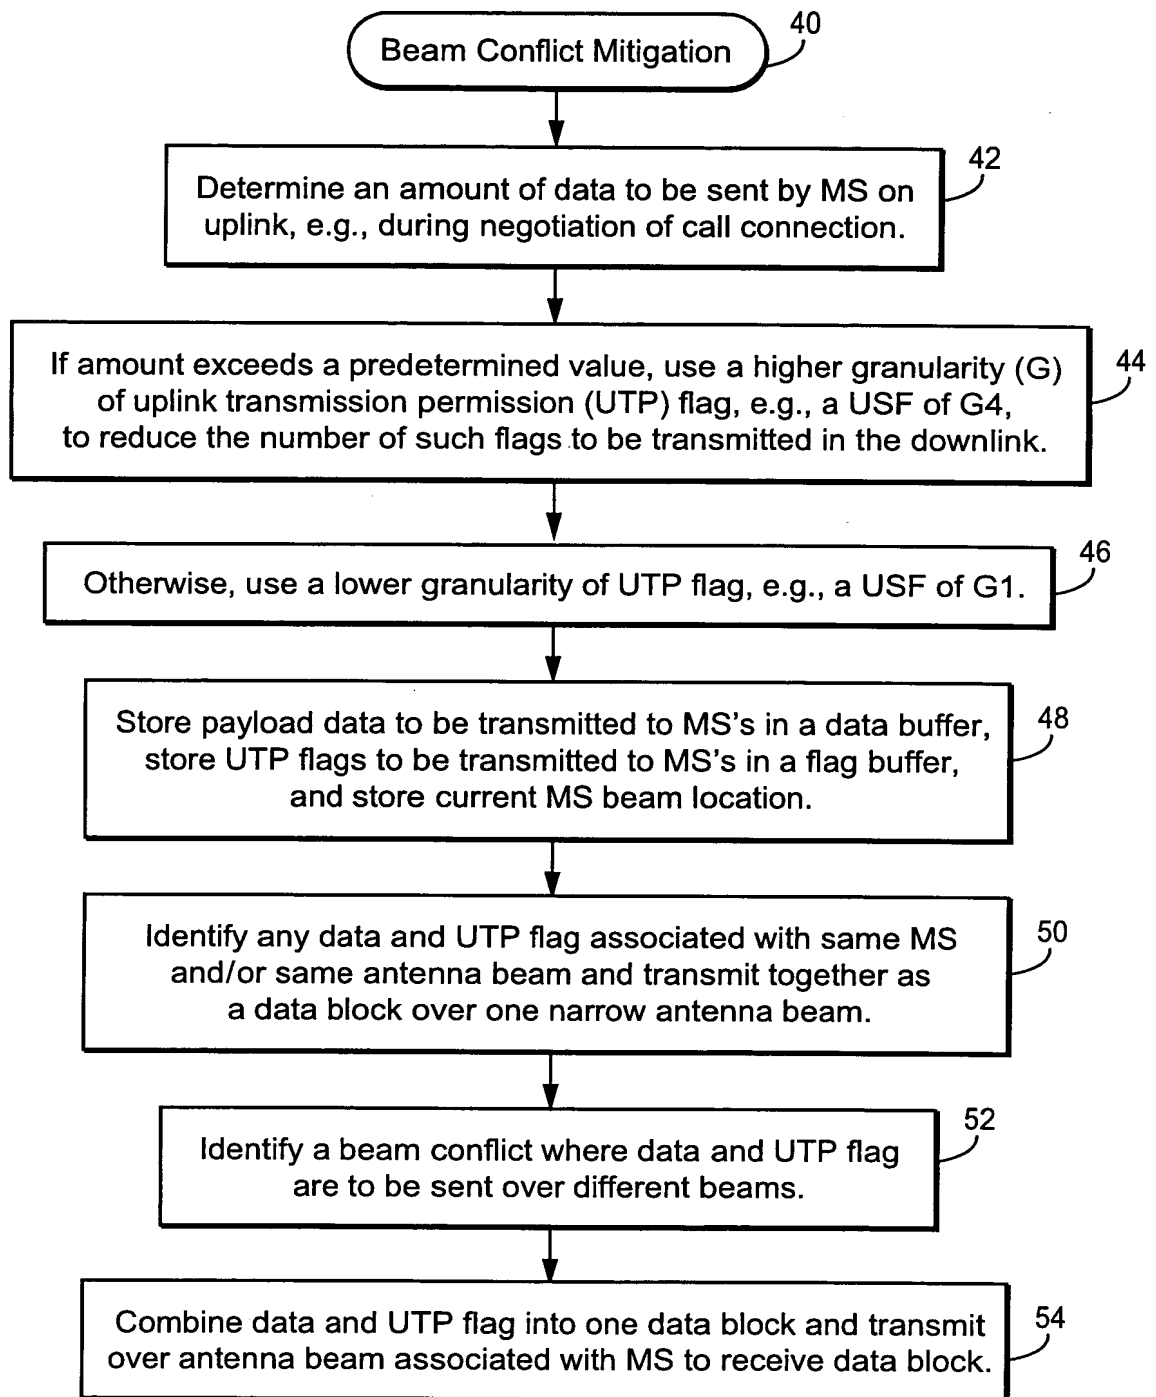 Beam Conflict Mitigation
40
42
Determine an amount of data to be sent by MS on
uplink, e.g., during negotiation of call connection.
44
If amount exceeds a predetermined value, use a higher granularity (G)
of uplink transmission permission (UTP) flag, e.g., a USF of G4,
to reduce the number of such flags to be transmitted in the downlink.
46
Otherwise, use a lower granularity of UTP flag, e.g., a USF of G1.
48
Store payload data to be transmitted to MS's in a data buffer,
store UTP flags to be transmitted to MS's in a flag buffer,
and store current MS beam location.
50
Identify any data and UTP flag associated with same MS
and/or same antenna beam and transmit together as
a data block over one narrow antenna beam.
52
Identify a beam conflict where data and UTP flag
are to be sent over different beams.
54
Combine data and UTP flag into one data block and transmit
over antenna beam associated with MS to receive data block.